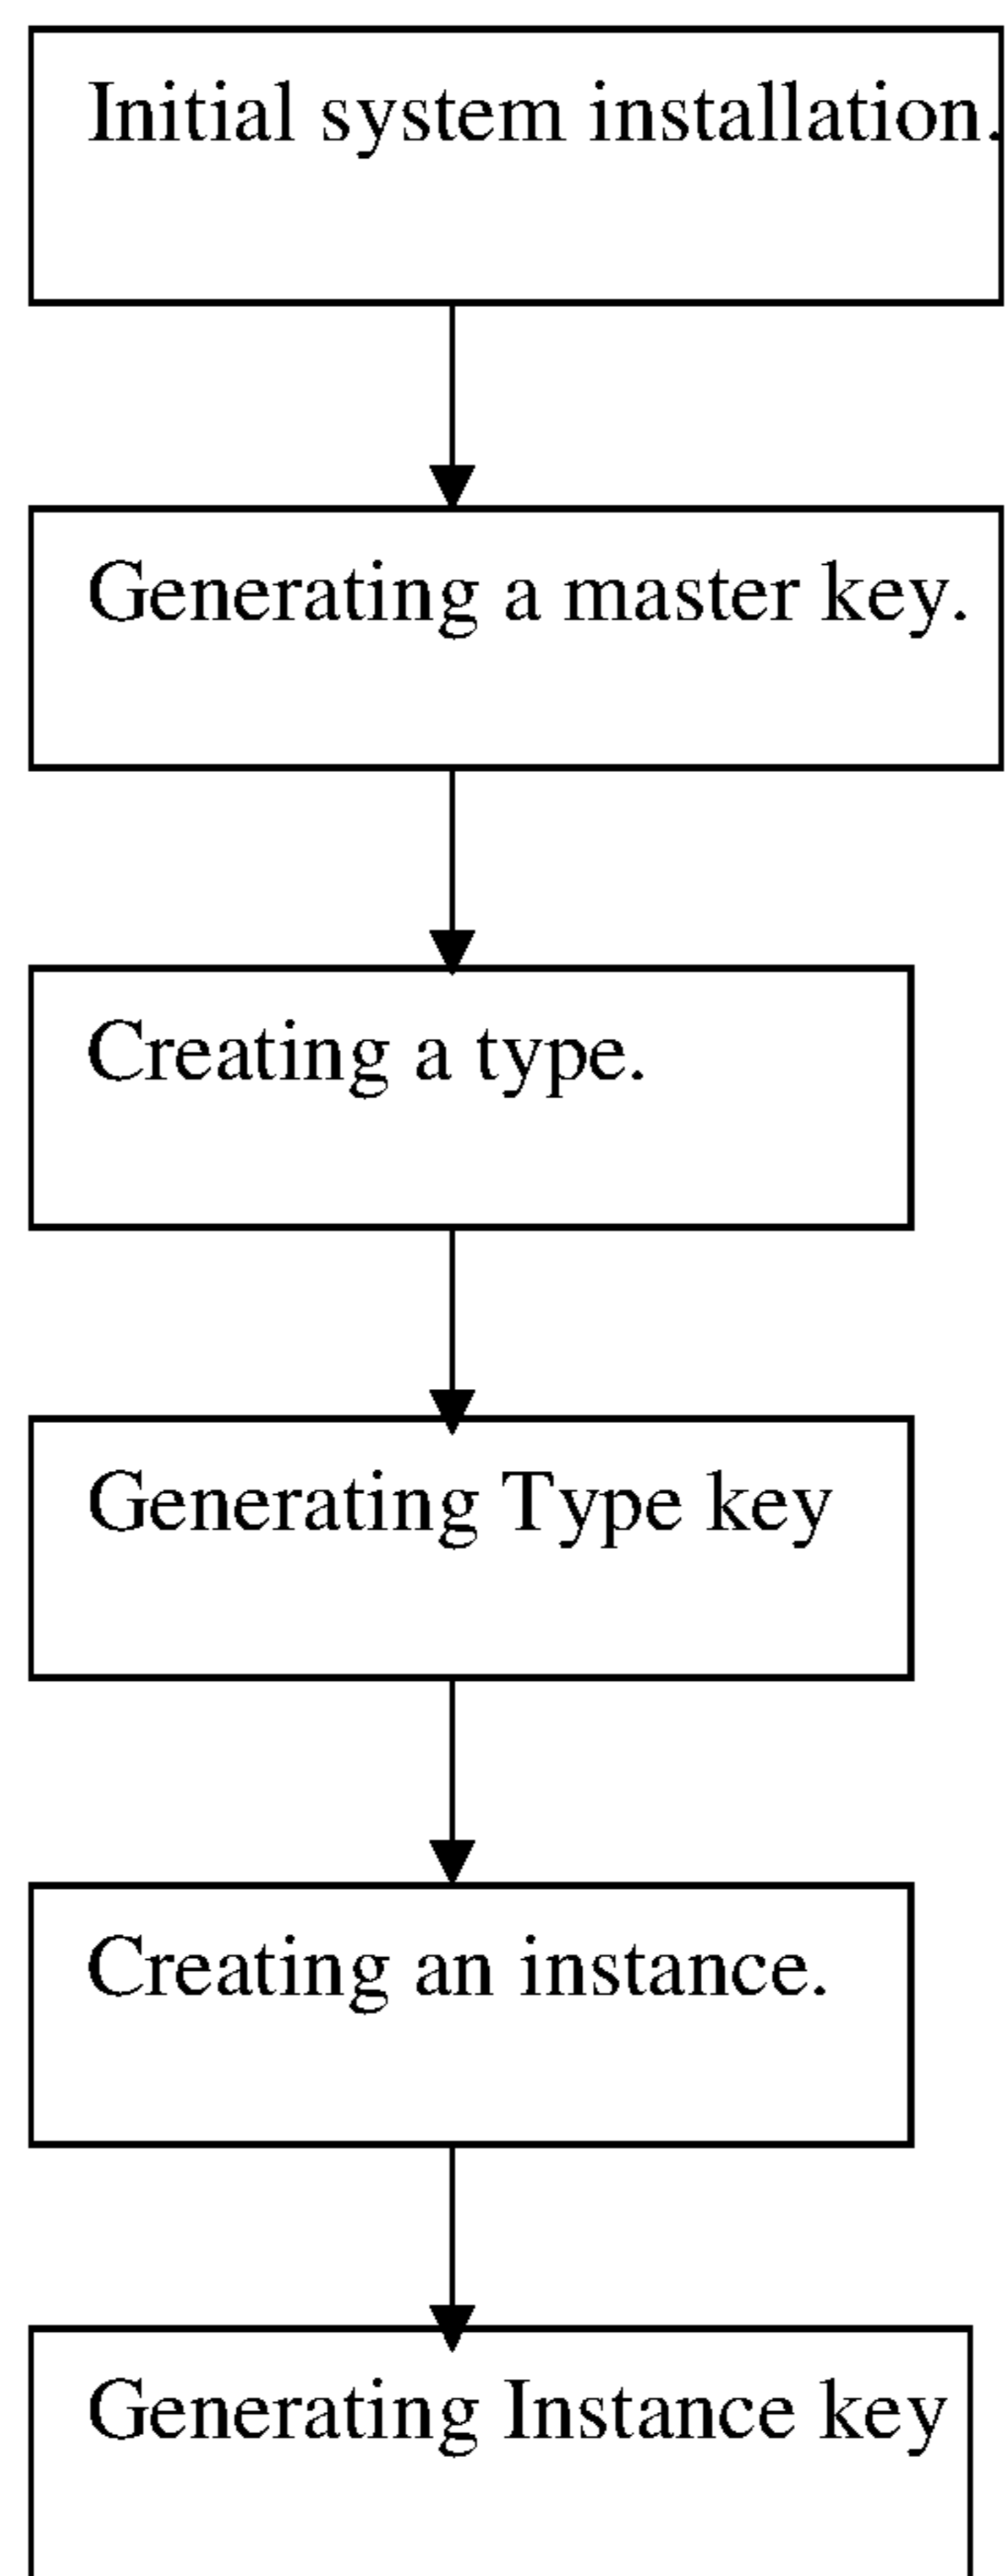 Initial system installation.
Generating a master key.
Creating a type.
Generating Type key
Creating an instance.
Generating Instance key